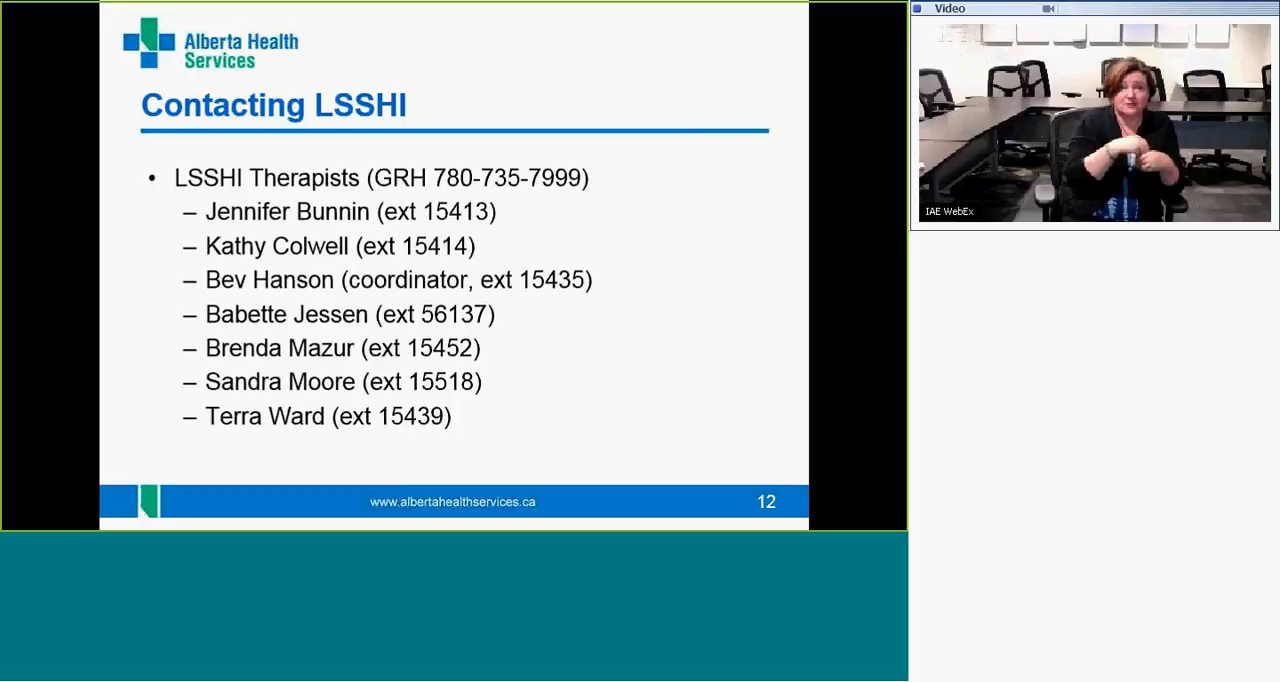 Alberta Health
Services
Contacting LSSHI
• LSSHI Therapists (GRH 780-735-7999)
– Jennifer Bunnin (ext 15413)
– Kathy Colwell (ext 15414)
– Bev Hanson (coordinator, ext 15435)
– Babette Jessen (ext 56137)
– Brenda Mazur (ext 15452)
– Sandra Moore (ext 15518)
– Terra Ward (ext 15439)
www.albertahealthservices.ca 12
Video
IAE WebEx